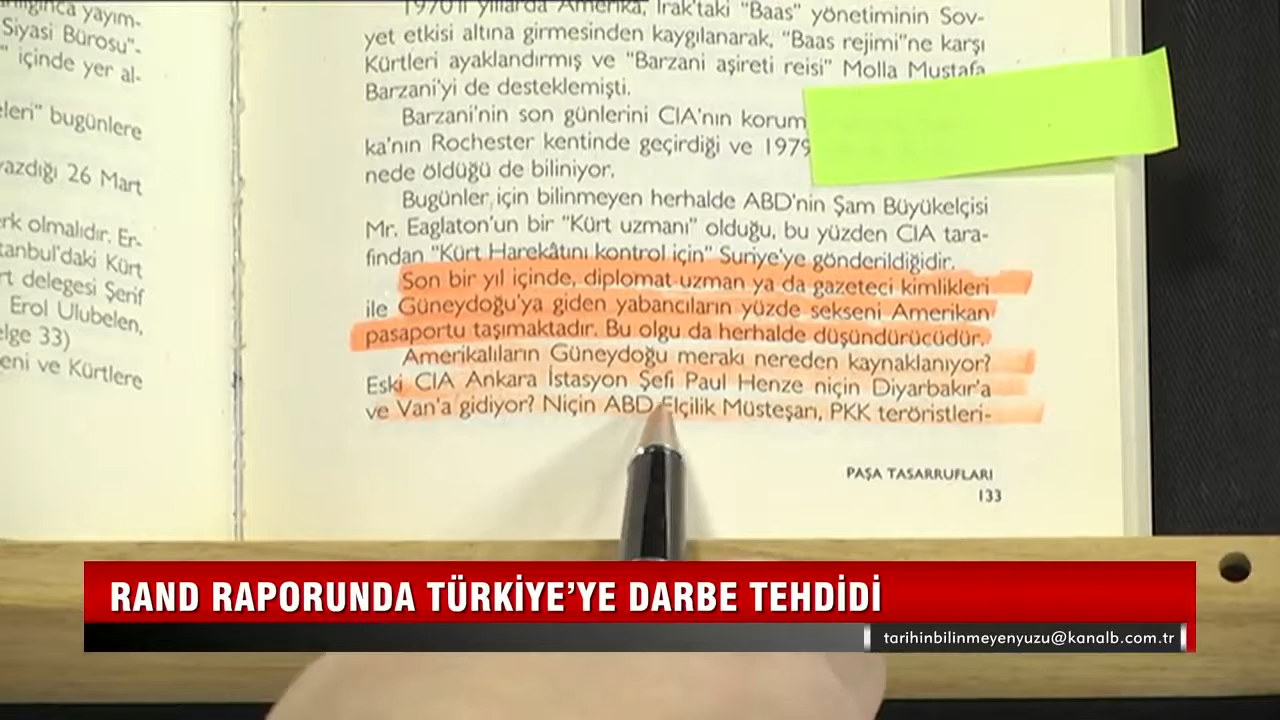 yayım-
Siyasi Bürosu"-
" içinde yer al-
bugünlere
yazdığı 26 Mart
olmalıdır. Er-
Kürt
delegesi Şerif
Erol Ulubelen,
33)
ve Kürtlere
1970'li yıllarda Amerika, Irak'taki "Baas" yönetiminin Sov-
yet etkisi altına girmesinden kaygılanarak, "Baas rejimi"ne karşı
Kürtleri ayaklandırmış ve "Barzani aşireti reisi" Molla Mustafa
Barzani'yi de desteklemişti.
Barzani'nin son günlerini CIA'nın korum
ka'nın Rochester kentinde geçirdiği ve 1979
nede öldüğü de biliniyor.
Bugünler için bilinmeyen herhalde ABD'nin Şam Büyükelçisi
Mr. Eaglaton'un bir "Kürt uzmanı" olduğu, bu yüzden CIA tara-
fından "Kürt Harekâtını kontrol için" Suriye'ye gönderildiğidir.
Son bir yıl içinde, diplomat uzman ya da gazeteci kimlikleri
ile Güneydoğu'ya giden yabancıların yüzde sekseni Amerikan
pasaportu taşımaktadır. Bu olgu da herhalde düşündürücüdür.
Amerikalıların Güneydoğu merakı nereden kaynaklanıyor?
Eski CIA Ankara İstasyon Şefi Paul Henze niçin Diyarbakır'a
ve Van'a gidiyor? Niçin ABD Elçilik Müsteşarı, PKK teröristleri-
PAŞA TASARRUFLARI
133
RAND RAPORUNDA TÜRKİYE'YE DARBE TEHDİDİ
tarihinbilinmeyenyuzu@kanalb.com.tr